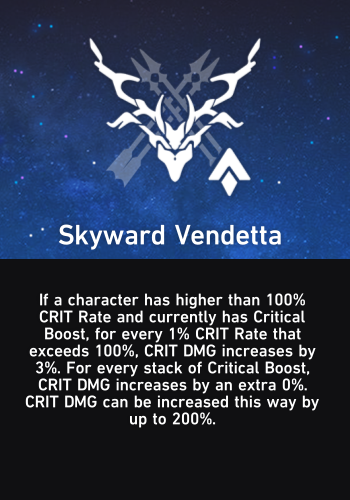 Skyward Vendetta
If a character has higher than 100%
CRIT Rate and currently has Critical
Boost, for every 1% CRIT Rate that
exceeds 100%, CRIT DMG increases by
3%. For every stack of Critical Boost,
CRIT DMG increases by an extra 0%.
CRIT DMG can be increased this way by
up to 200%.